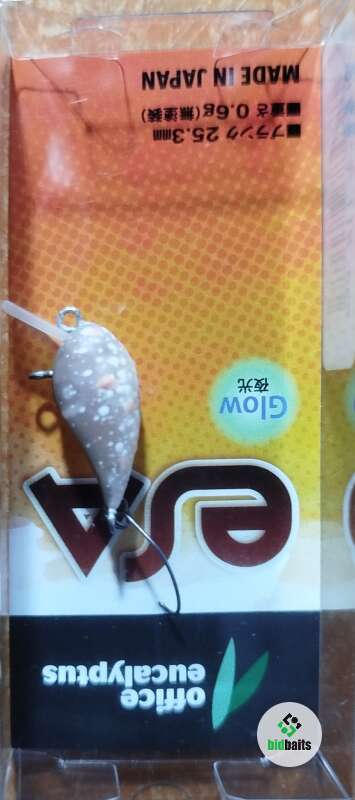 office
eucalyptus
Glow
夜光
■ブランク 25.3mm
■重さ 0.6g(無塗装)
MADE IN JAPAN
bidbaits